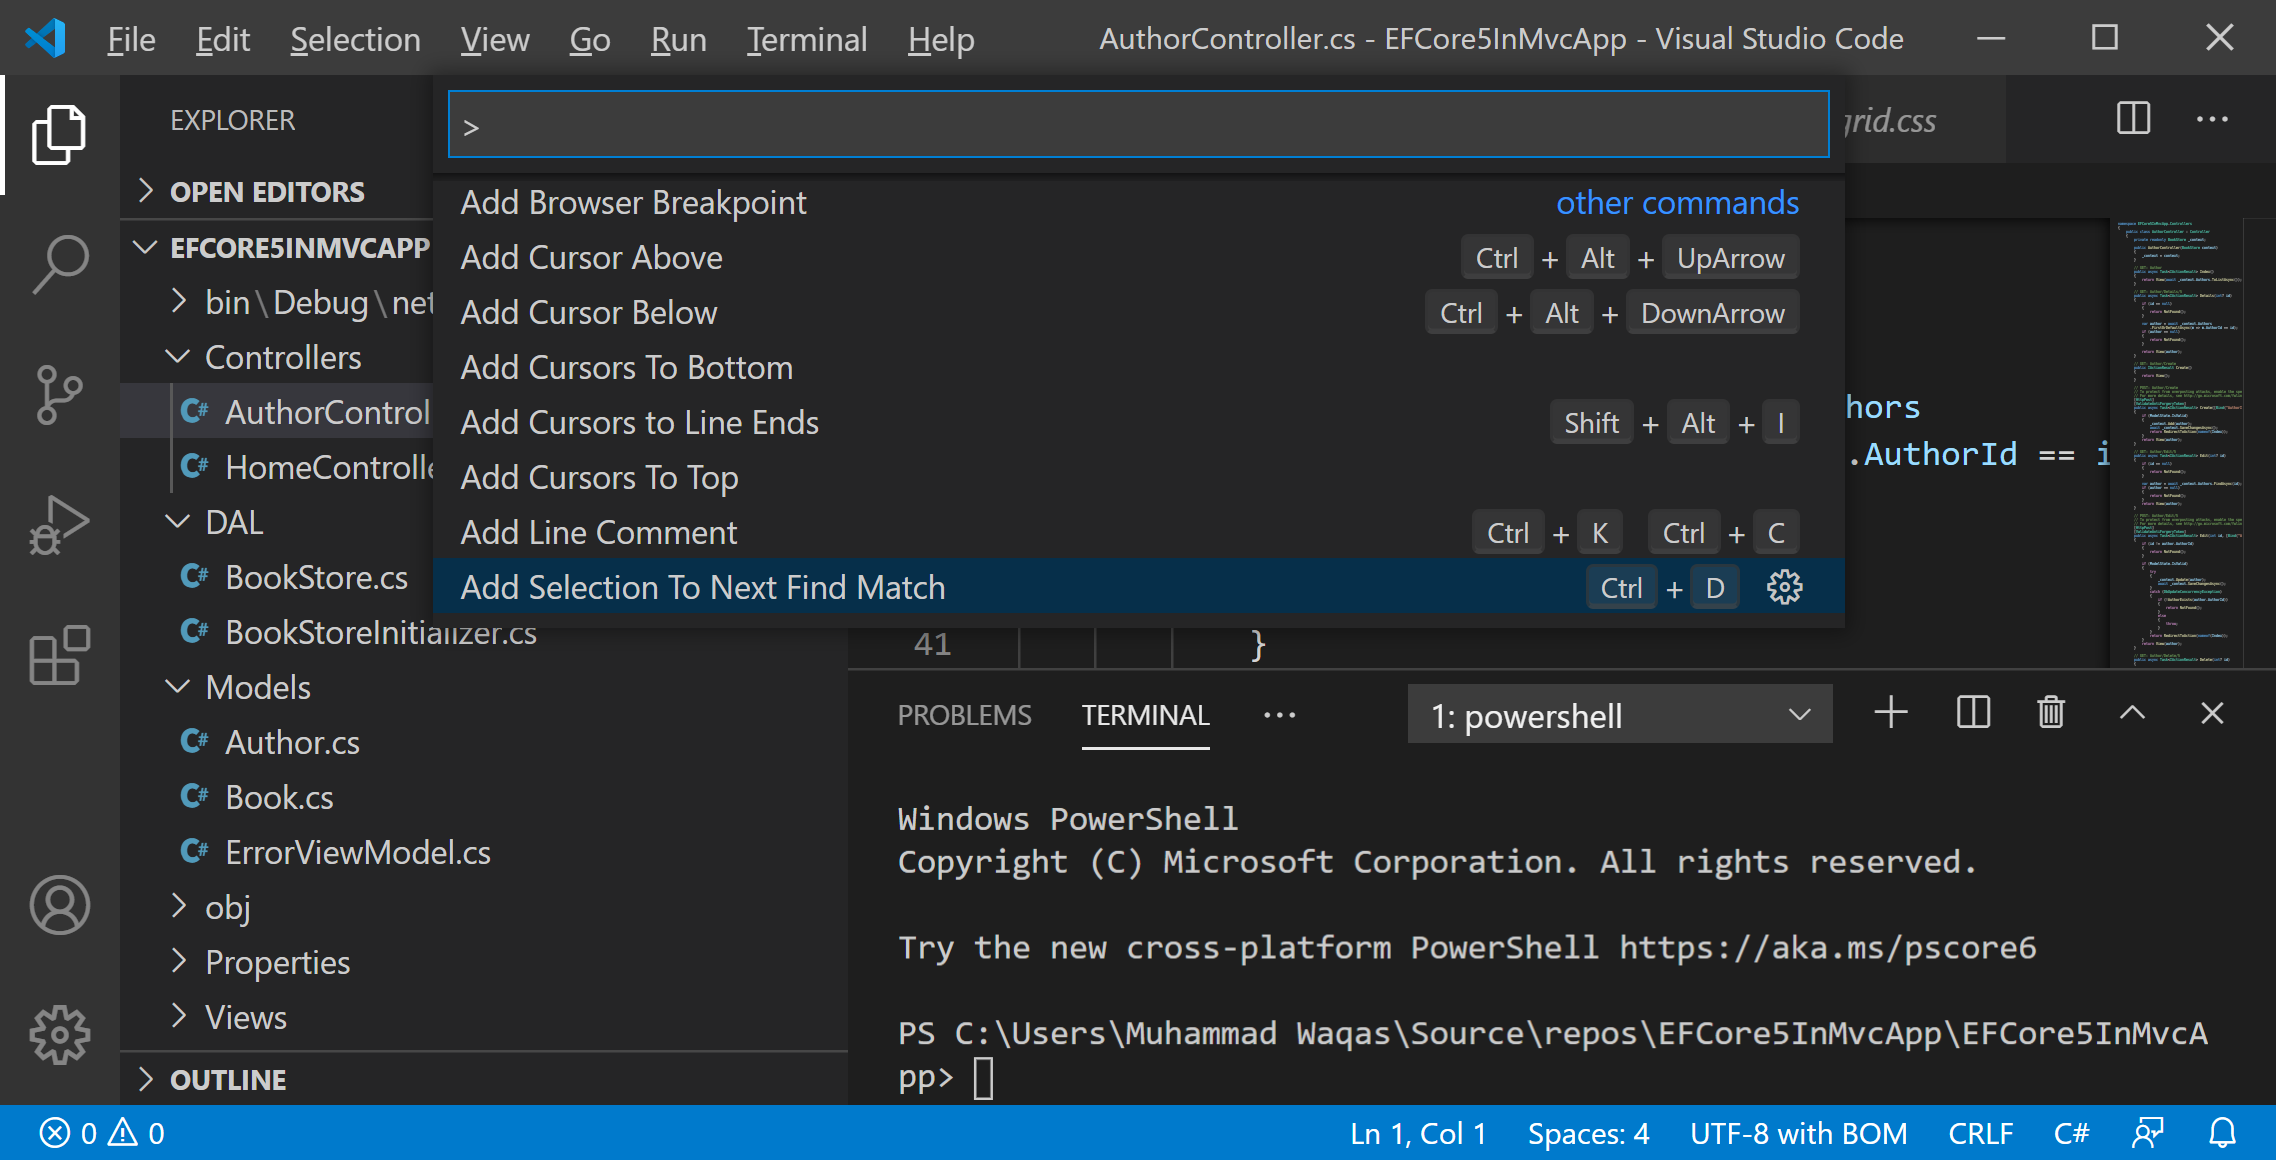 File Edit Selection View Go Run Terminal Help AuthorController.cs - EFCore5InMvcApp - Visual Studio Code
EXPLORER
OPEN EDITORS
EFCORE5INMVCAPP
bin\Debug\net
Controllers
C# AuthorControl
C# HomeControlle
DAL
C# BookStore.cs
C# BookStoreInitializer.cs
Models
C# Author.cs
C# Book.cs
C# ErrorViewModel.cs
obj
Properties
Views
OUTLINE
>
Add Browser Breakpoint other commands
Add Cursor Above Ctrl + Alt + UpArrow
Add Cursor Below Ctrl + Alt + DownArrow
Add Cursors To Bottom
Add Cursors to Line Ends Shift + Alt + I
Add Cursors To Top
Add Line Comment Ctrl + K Ctrl + C
Add Selection To Next Find Match Ctrl + D
grid.css
hors
.AuthorId == i
41 }
PROBLEMS TERMINAL ··· 1: powershell
Windows PowerShell
Copyright (C) Microsoft Corporation. All rights reserved.
Try the new cross-platform PowerShell https://aka.ms/pscore6
PS C:\Users\Muhammad Waqas\Source\repos\EFCore5InMvcApp\EFCore5InMvcA
pp>
0 0 Ln 1, Col 1 Spaces: 4 UTF-8 with BOM CRLF C#